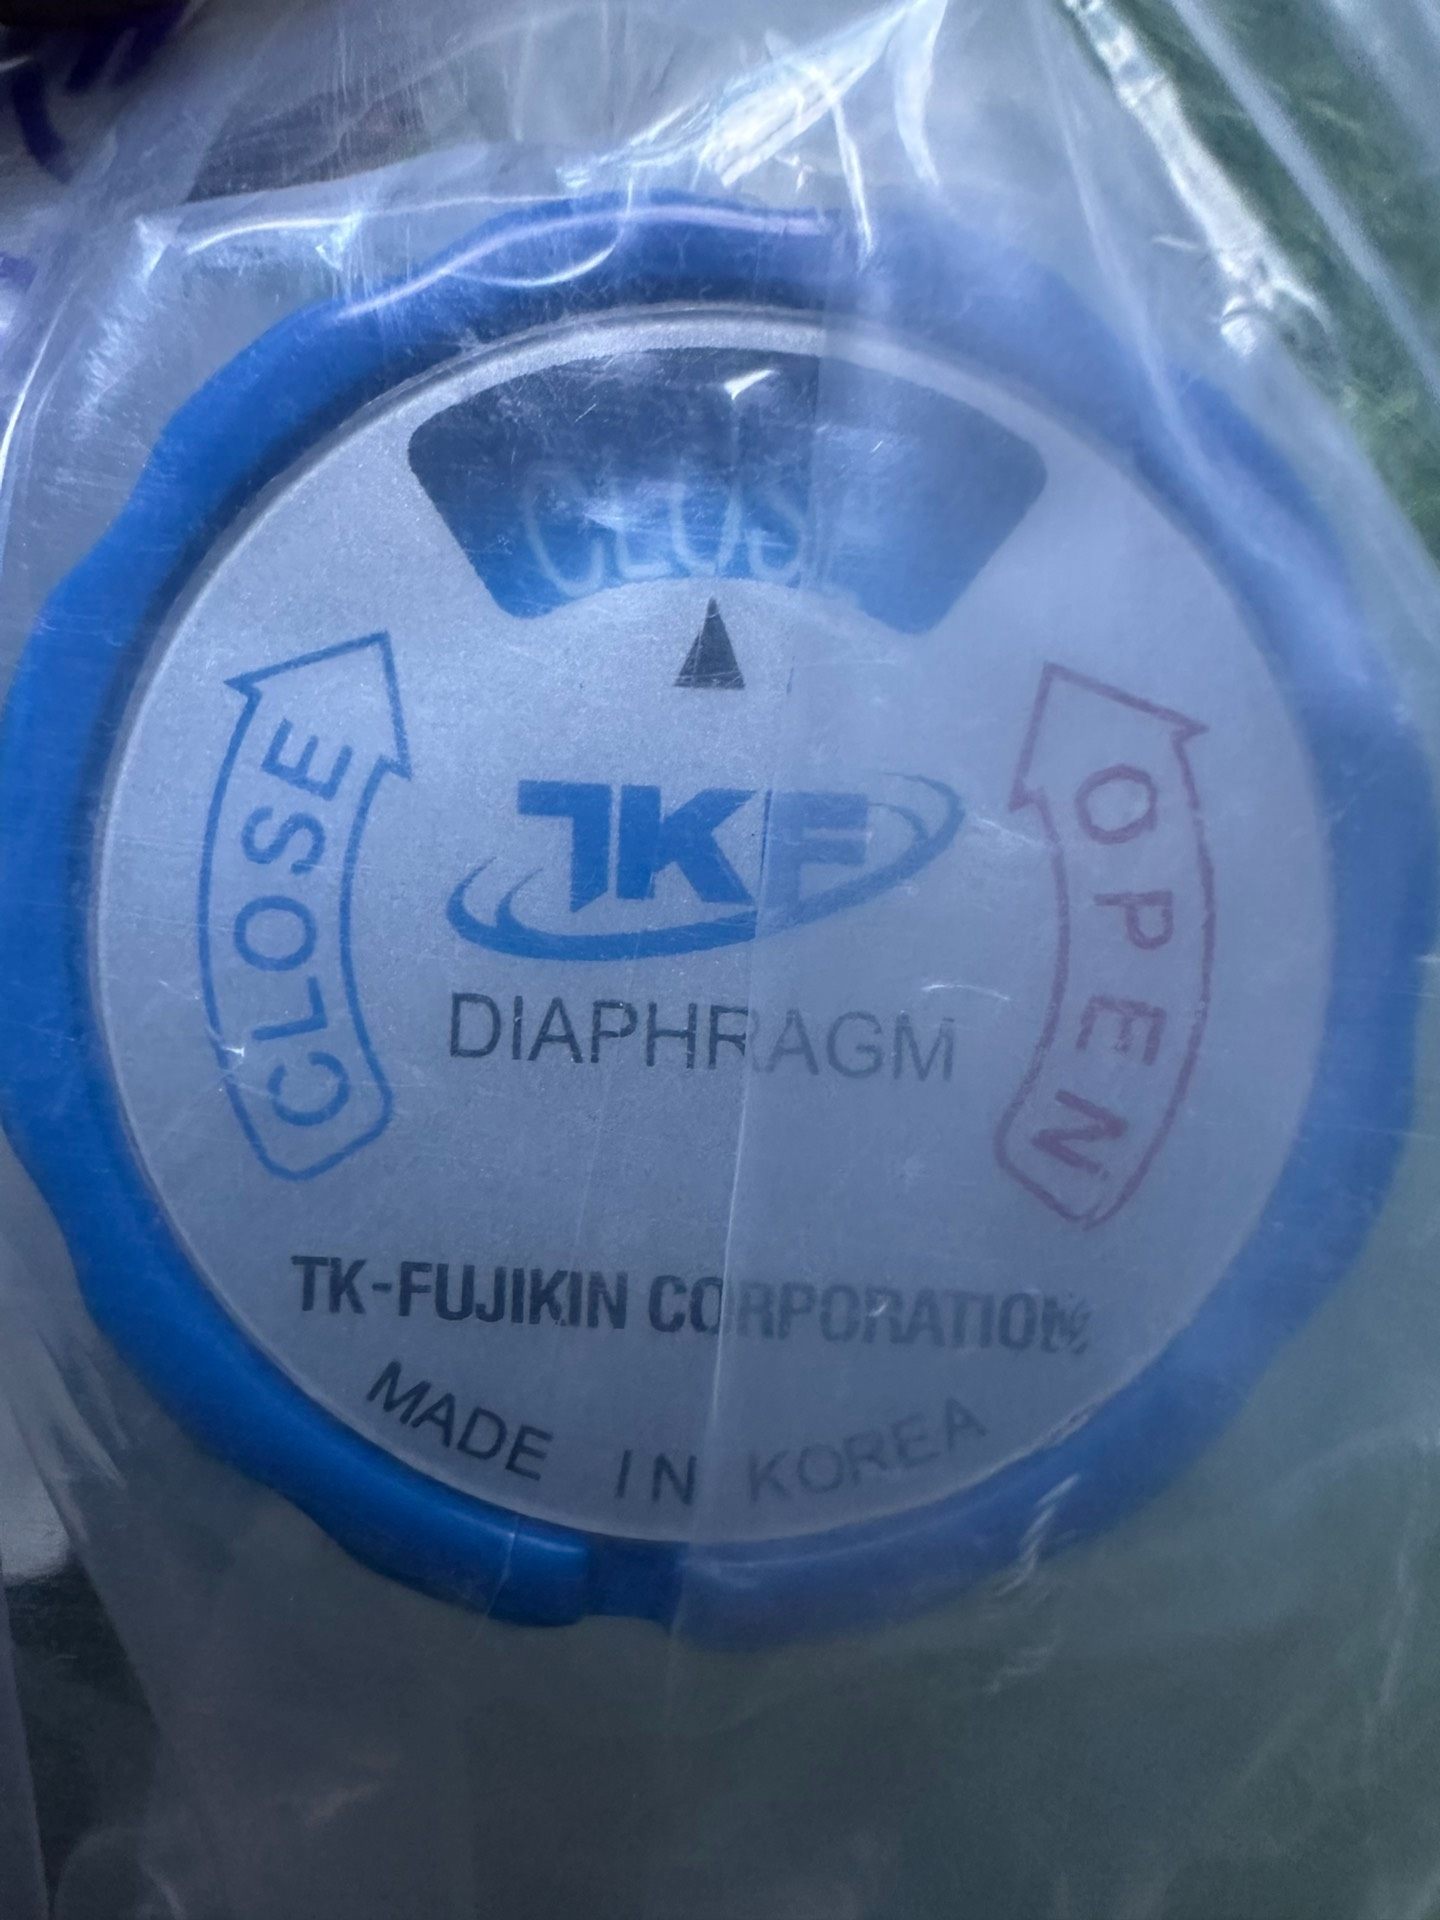 CLOSE
CLOSE
OPEN
TKF
DIAPHRAGM
TK-FUJIKIN CORPORATION
MADE IN KOREA